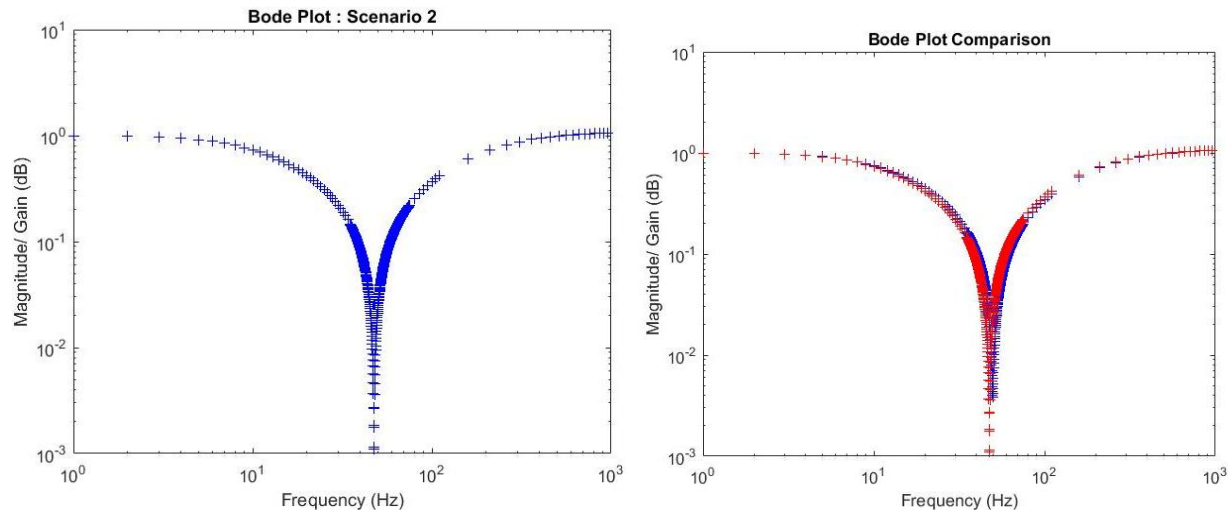 Bode Plot : Scenario 2
Magnitude/ Gain (dB)
10^1
10^0
10^-1
10^-2
10^-3
10^0 10^1 10^2 10^3
Frequency (Hz)
Bode Plot Comparison
Magnitude/ Gain (dB)
10^1
10^0
10^-1
10^-2
10^-3
10^0 10^1 10^2 10^3
Frequency (Hz)